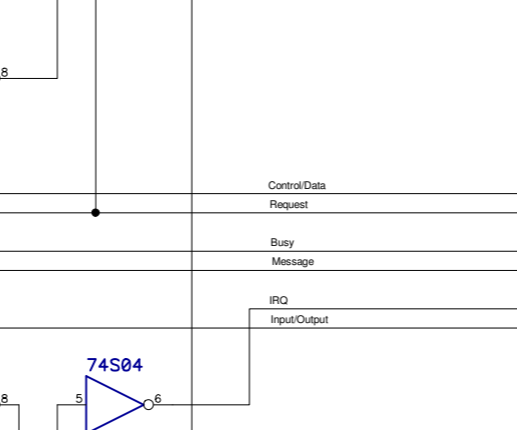 8
Control/Data
Request
Busy
Message
IRQ
Input/Output
74S04
8
5
6